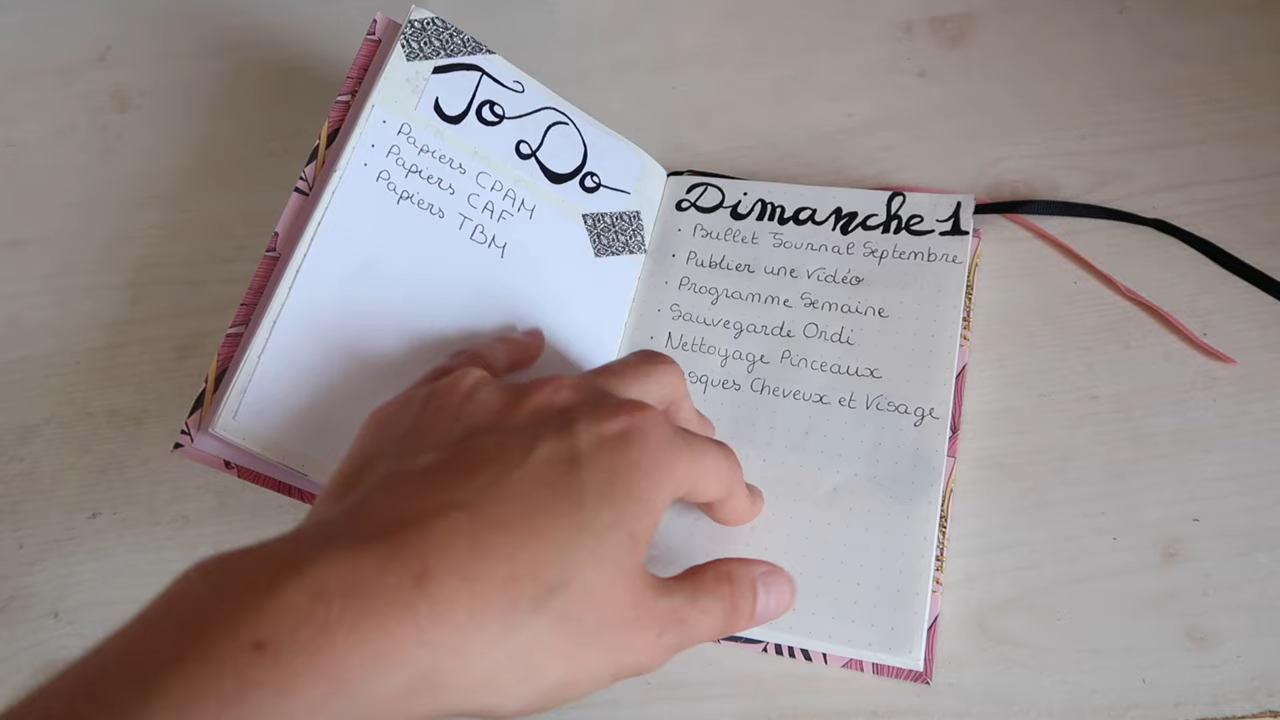 To Do
· Papiers CPAM
· Papiers CAF
· Papiers TBM
Dimanche 1
· Bullet Journal Septembre
· Publier une Vidéo
· Programme Semaine
· Sauvegarde Ordi
· Nettoyage Pinceaux
Cheveux et Visage